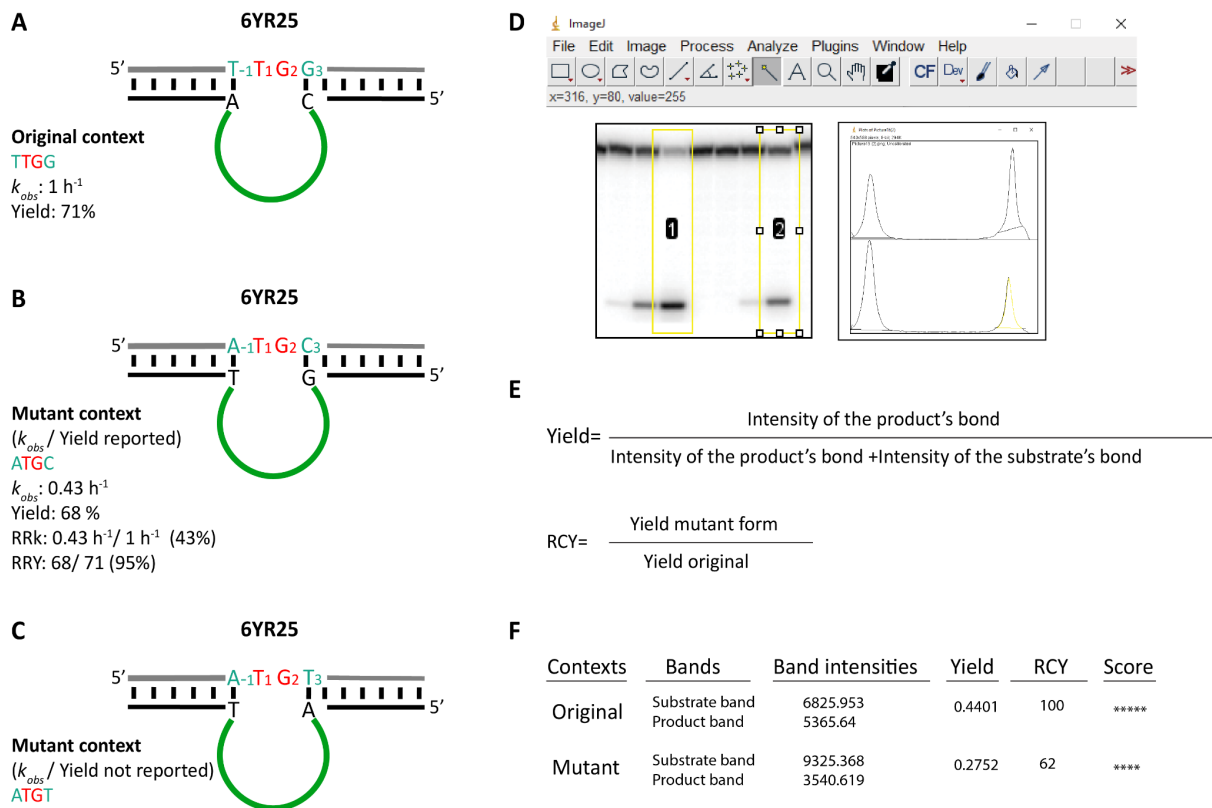 A
6YR25
5’
T-1T1 G2 G3
A C
5’
Original context
TTGG
kobs: 1 h-1
Yield: 71%
B
6YR25
5’
A-1T1 G2 C3
T G
5’
Mutant context
(kobs / Yield reported)
ATGC
kobs: 0.43 h-1
Yield: 68 %
RRk: 0.43 h-1/ 1 h-1 (43%)
RRY: 68/ 71 (95%)
C
6YR25
5’
A-1T1 G2 T3
T A
5’
Mutant context
(kobs / Yield not reported)
ATGT
D
ImageJ
File Edit Image Process Analyze Plugins Window Help
A CF Dev >>
x=316, y=80, value=255
1 2
E
Yield= Intensity of the product’s bond
Intensity of the product’s bond +Intensity of the substrate’s bond
RCY= Yield mutant form
Yield original
F
Contexts Bands Band intensities Yield RCY Score
Original Substrate band 6825.953 0.4401 100 *****
Product band 5365.64
Mutant Substrate band 9325.368 0.2752 62 ****
Product band 3540.619